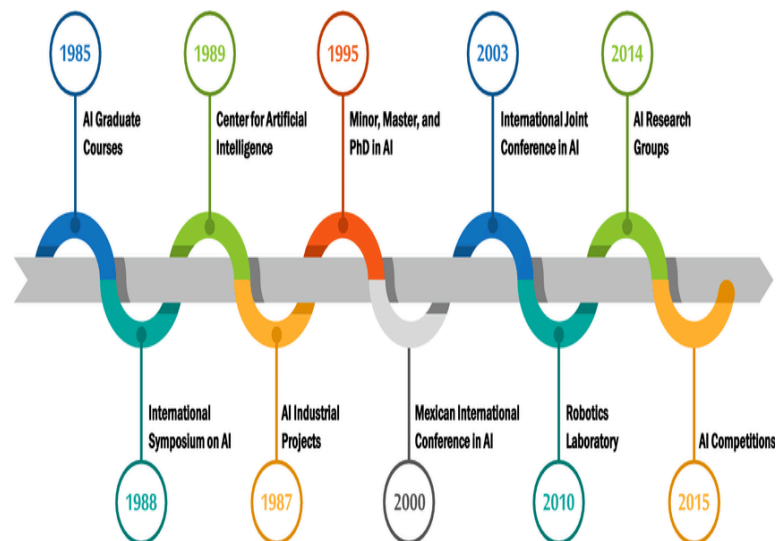 1985
1989
1995
2003
2014
AI Graduate
Courses
Center for Artificial
Intelligence
Minor, Master, and
PhD in AI
International Joint
Conference in AI
AI Research
Groups
International
Symposium on AI
AI Industrial
Projects
Mexican International
Conference in AI
Robotics
Laboratory
AI Competitions
1988
1987
2000
2010
2015